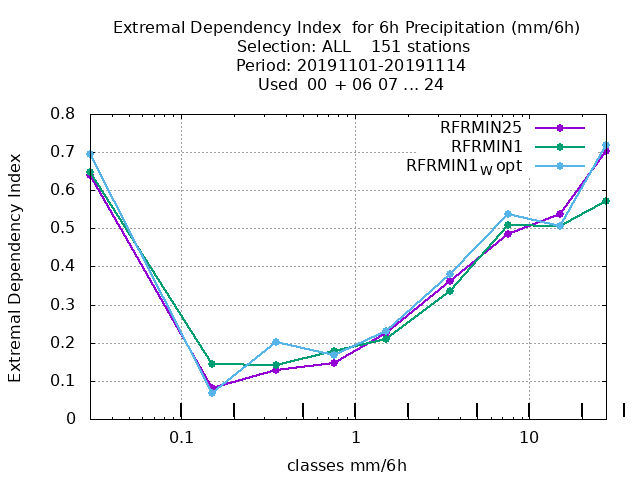 Extremal Dependency Index  for 6h Precipitation (mm/6h)
Selection: ALL    151 stations
Period: 20191101-20191114
Used  00  + 06 07 ... 24
RFRMIN25
RFRMIN1
RFRMIN1W opt
Extremal Dependency Index
0.8
0.7
0.6
0.5
0.4
0.3
0.2
0.1
0
0.1 1 10
classes mm/6h